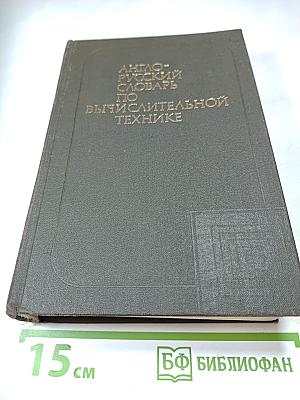 АНГЛО-
РУССКИЙ
СЛОВАРЬ
ПО
ВЫЧИСЛИТЕЛЬНОЙ
ТЕХНИКЕ
15 см
БФ БИБЛИОФАН